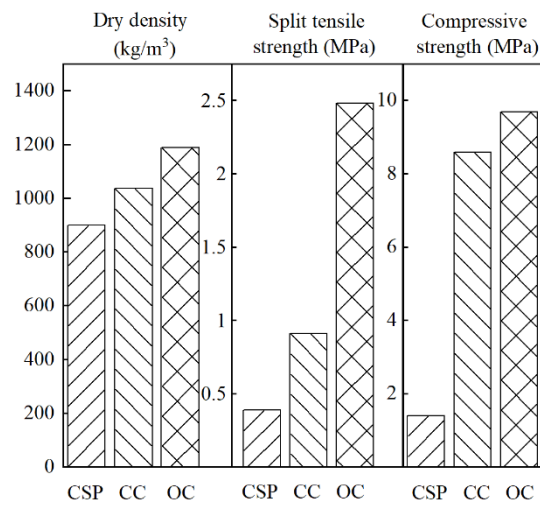 Dry density
(kg/m³)
Split tensile
strength (MPa)
Compressive
strength (MPa)
1400
1200
1000
800
600
400
200
0
2.5
2
1.5
1
0.5
10
8
6
4
2
CSP CC OC
CSP CC OC
CSP CC OC